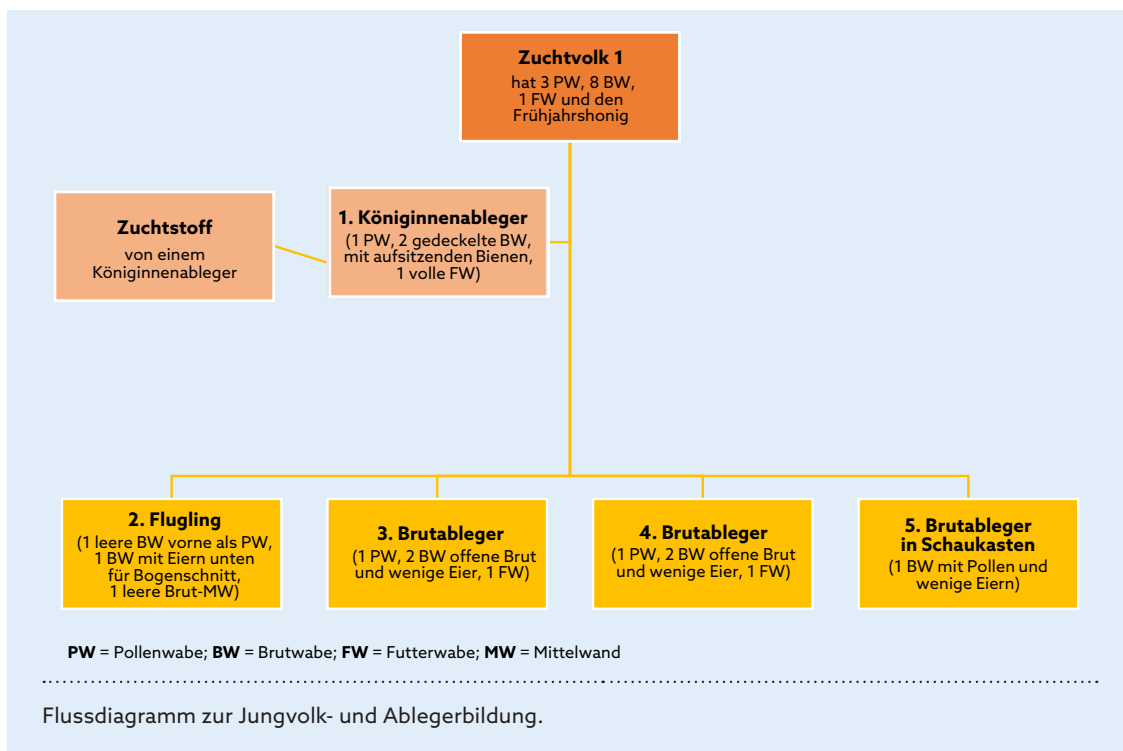 Zuchtvolk 1
hat 3 PW, 8 BW,
1 FW und den
Frühjahrshonig
Zuchtstoff
von einem
Königinnenableger
1. Königinnenableger
(1 PW, 2 gedeckelte BW,
mit aufsitzenden Bienen,
1 volle FW)
2. Flugling
(1 leere BW vorne als PW,
1 BW mit Eiern unten
für Bogenschnitt,
1 leere Brut-MW)
3. Brutableger
(1 PW, 2 BW offene Brut
und wenige Eier, 1 FW)
4. Brutableger
(1 PW, 2 BW offene Brut
und wenige Eier, 1 FW)
5. Brutableger
in Schaukasten
(1 BW mit Pollen und
wenige Eiern)
PW = Pollenwabe; BW = Brutwabe; FW = Futterwabe; MW = Mittelwand
Flussdiagramm zur Jungvolk- und Ablegerbildung.